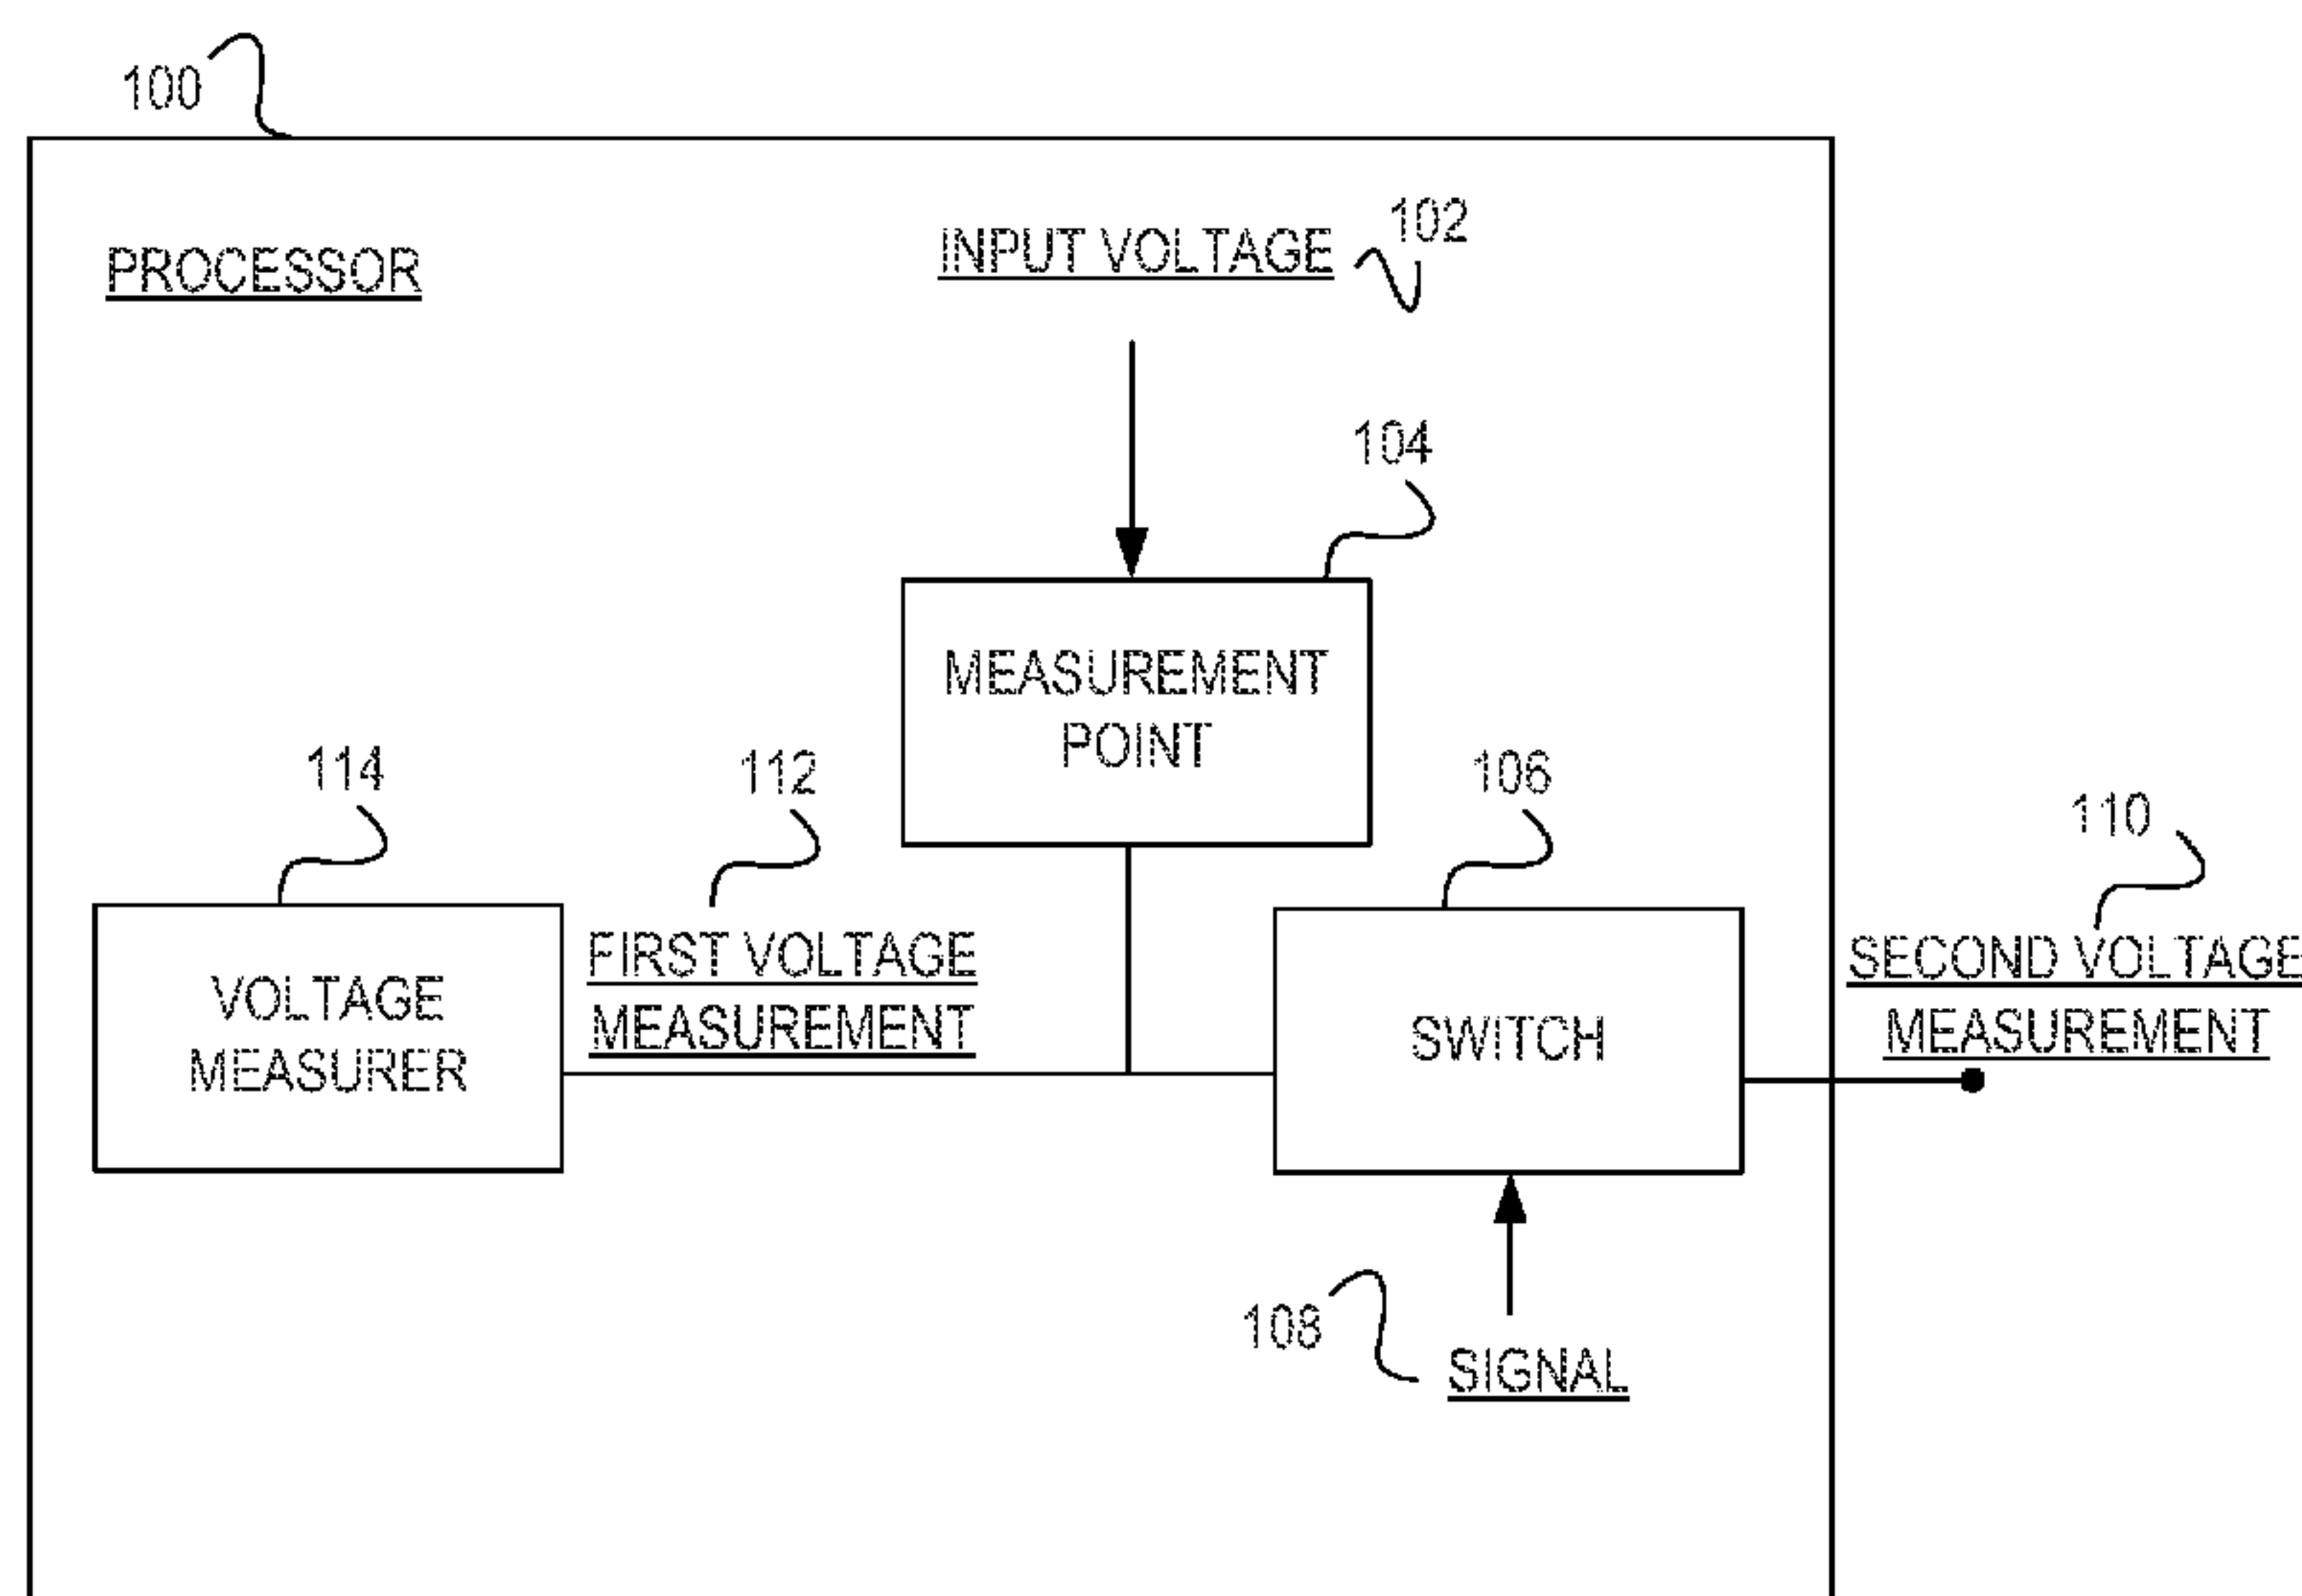 100
PROCESSOR
INPUT VOLTAGE
102
104
MEASUREMENT
POINT
114
112
106
110
VOLTAGE
MEASURER
FIRST VOLTAGE
MEASUREMENT
SWITCH
SECOND VOLTAGE
MEASUREMENT
108
SIGNAL